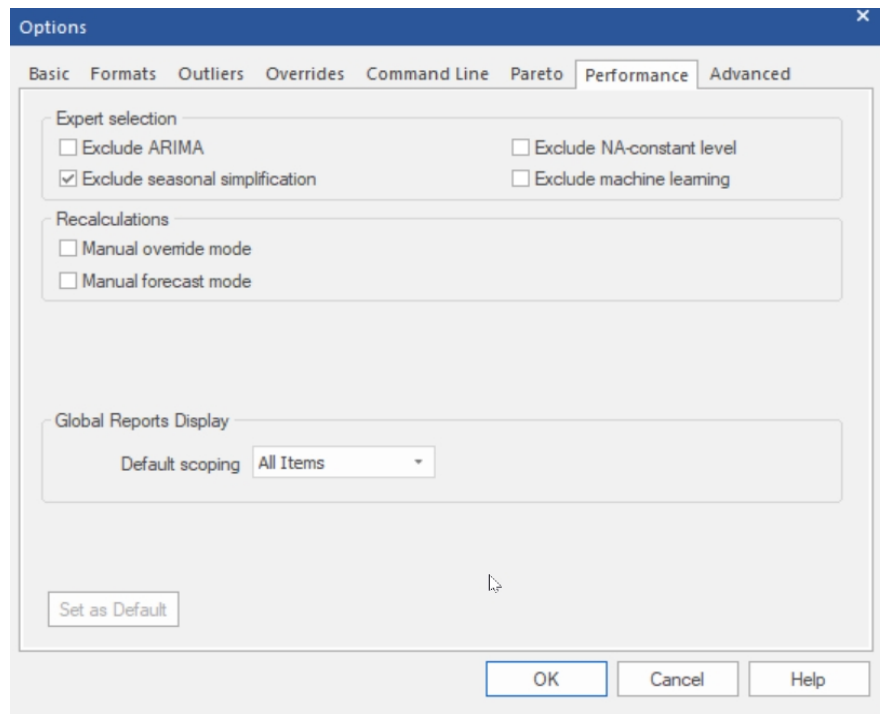 Options
Basic Formats Outliers Overrides Command Line Pareto Performance Advanced
Expert selection
Exclude ARIMA
Exclude NA-constant level
Exclude seasonal simplification
Exclude machine learning
Recalculations
Manual override mode
Manual forecast mode
Global Reports Display
Default scoping All Items
Set as Default
OK Cancel Help